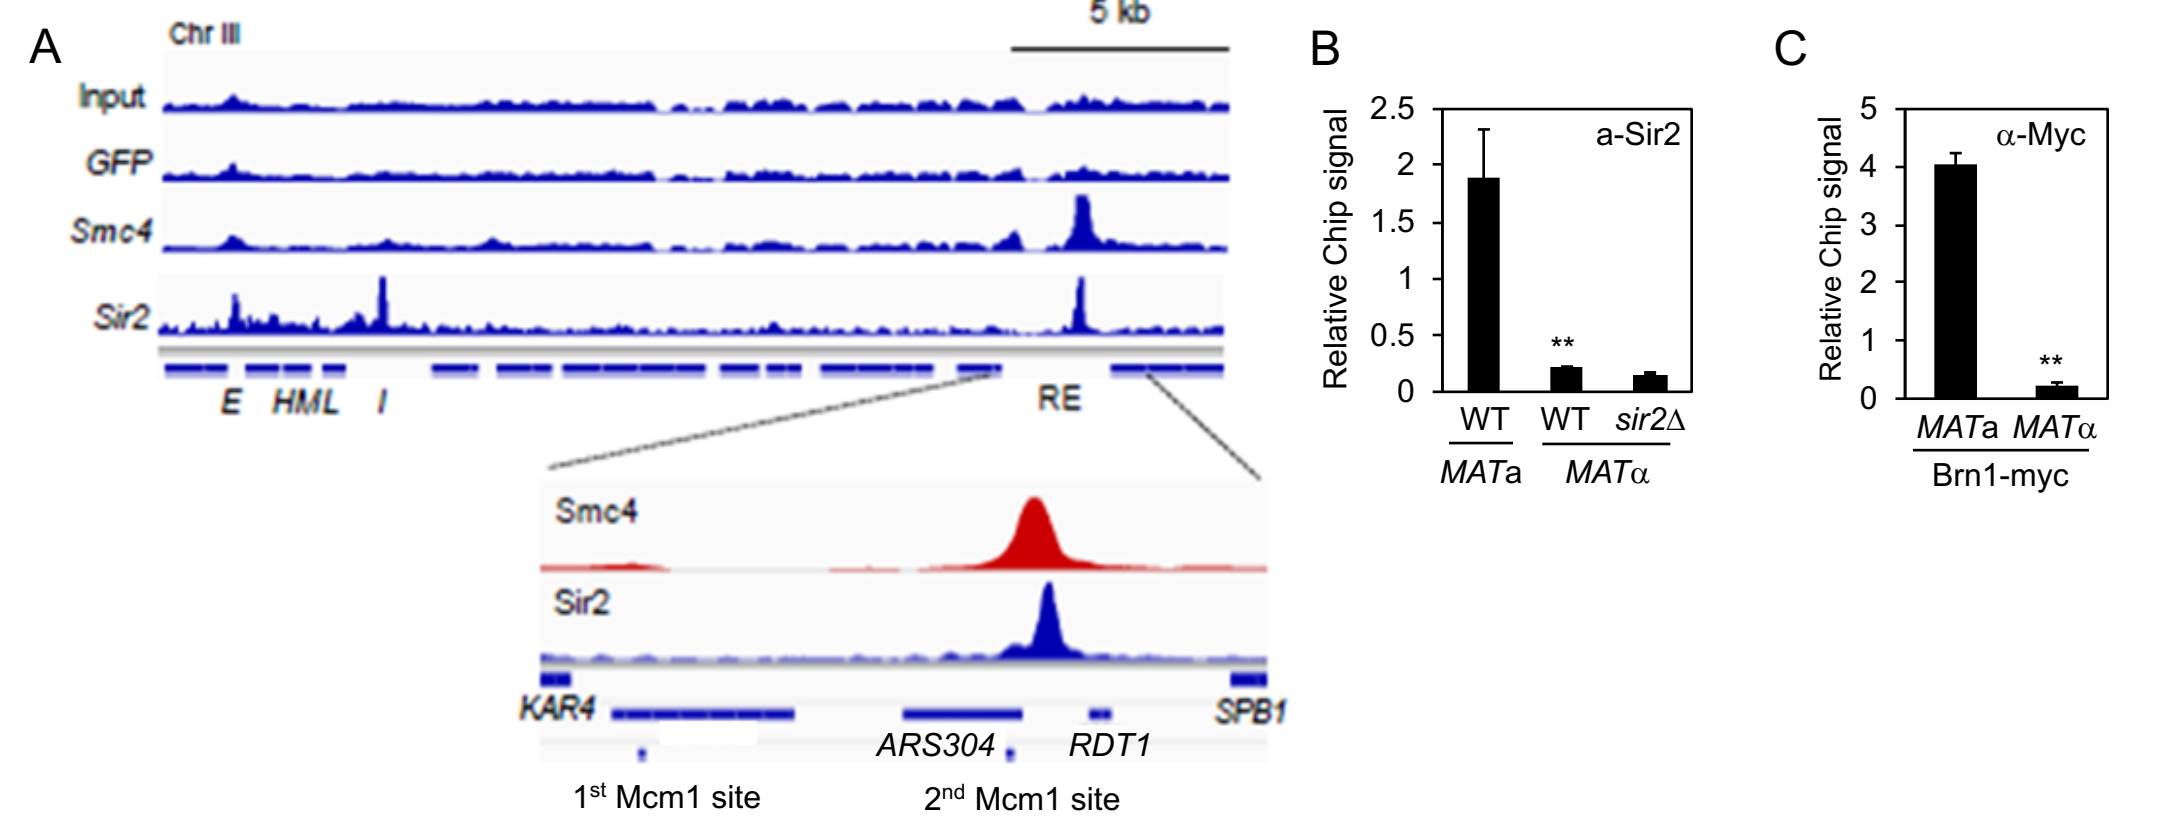 A
Chr III
5 kb
Input
GFP
Smc4
Sir2
E HML I
RE
Smc4
Sir2
KAR4
SPB1
ARS304
RDT1
1st Mcm1 site
2nd Mcm1 site
B
Relative Chip signal
2.5
2
1.5
1
0.5
0
a-Sir2
**
WT WT sir2Δ
MATa MATα
C
Relative Chip signal
5
4
3
2
1
0
α-Myc
**
MATa MATα
Brn1-myc